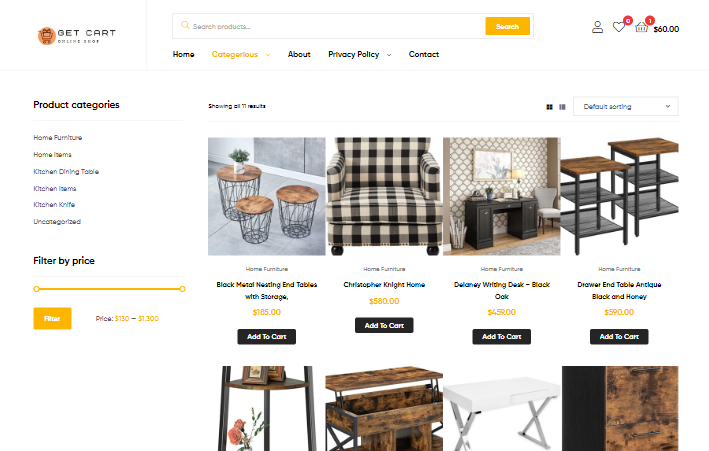 GET CART
ONLINE SHOP
Search products...
Search
0
1
$60.00
Home
Categerious
About
Privacy Policy
Contact
Product categories
Home Furniture
Home Items
Kitchen Dining Table
Kitchen Items
Kitchen Knife
Uncategorized
Filter by price
Filter
Price: $130 — $1,300
Showing all 11 results
Default sorting
Home Furniture
Black Metal Nesting End Tables
with Storage,
$185.00
Add To Cart
Home Furniture
Christopher Knight Home
$580.00
Add To Cart
Home Furniture
Delaney Writing Desk – Black
Oak
$459.00
Add To Cart
Home Furniture
Drawer End Table Antique
Black and Honey
$590.00
Add To Cart